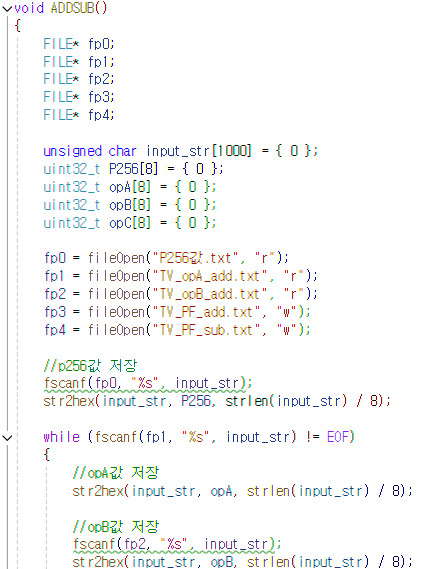 void ADDSUB()
{
FILE* fp0;
FILE* fp1;
FILE* fp2;
FILE* fp3;
FILE* fp4;
unsigned char input_str[1000] = { 0 };
uint32_t P256[8] = { 0 };
uint32_t opA[8] = { 0 };
uint32_t opB[8] = { 0 };
uint32_t opC[8] = { 0 };
fp0 = fileOpen("P256값.txt", "r");
fp1 = fileOpen("TV_opA_add.txt", "r");
fp2 = fileOpen("TV_opB_add.txt", "r");
fp3 = fileOpen("TV_PF_add.txt", "w");
fp4 = fileOpen("TV_PF_sub.txt", "w");
//p256값 저장
fscanf(fp0, "%s", input_str);
str2hex(input_str, P256, strlen(input_str) / 8);
while (fscanf(fp1, "%s", input_str) != EOF)
{
//opA값 저장
str2hex(input_str, opA, strlen(input_str) / 8);
//opB값 저장
fscanf(fp2, "%s", input_str);
str2hex(input_str, opB, strlen(input_str) / 8);